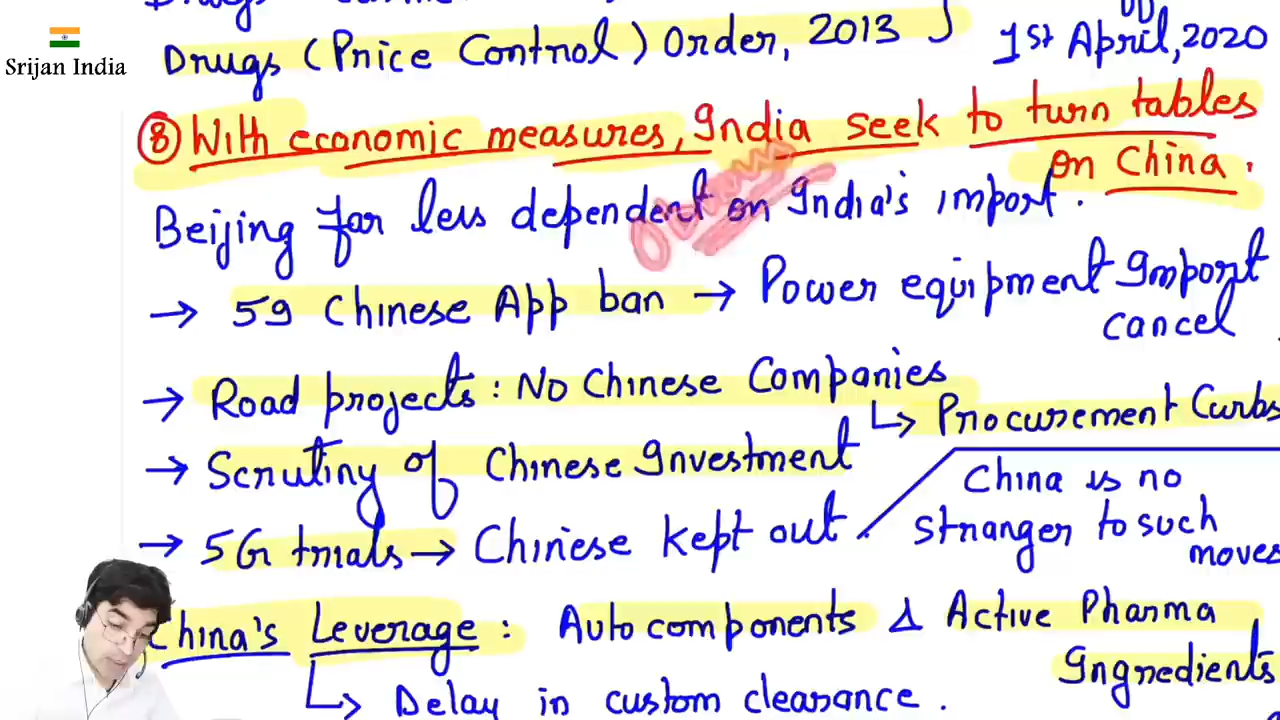 Drugs (Price Control) Order, 2013
1st April, 2020
Srijan India
⑧ With economic measures, India seek to turn tables
on China.
Beijing far less dependent on India's import.
→ 59 Chinese App ban → Power equipment Import
cancel
→ Road projects: No Chinese Companies
↳ Procurement Curbs
→ Scrutiny of Chinese Investment
→ 5G trials → Chinese kept out.
China is no
stranger to such
moves
China's Leverage: Auto components & Active Pharma
Ingredients
↳ Delay in custom clearance.